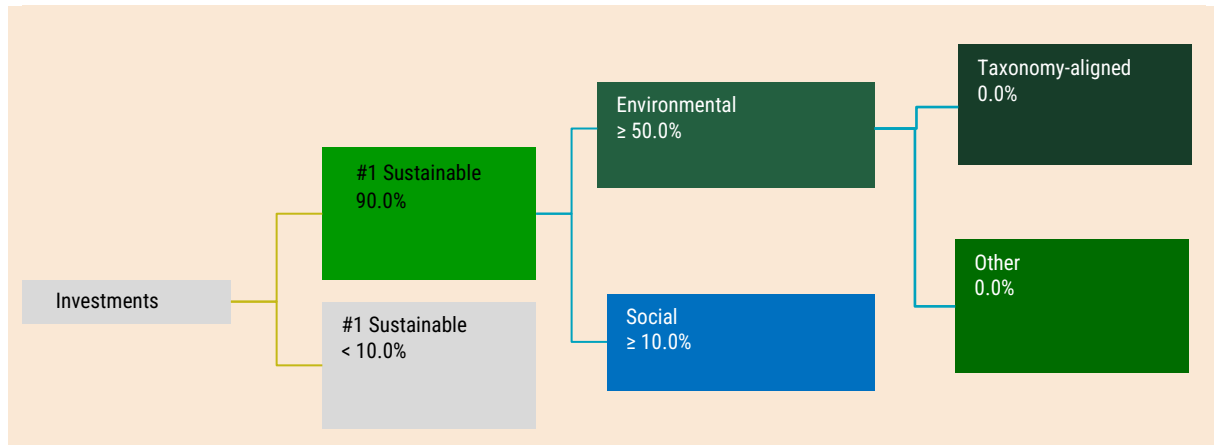 Investments
#1 Sustainable
90.0%
#1 Sustainable
< 10.0%
Environmental
≥ 50.0%
Social
≥ 10.0%
Taxonomy-aligned
0.0%
Other
0.0%